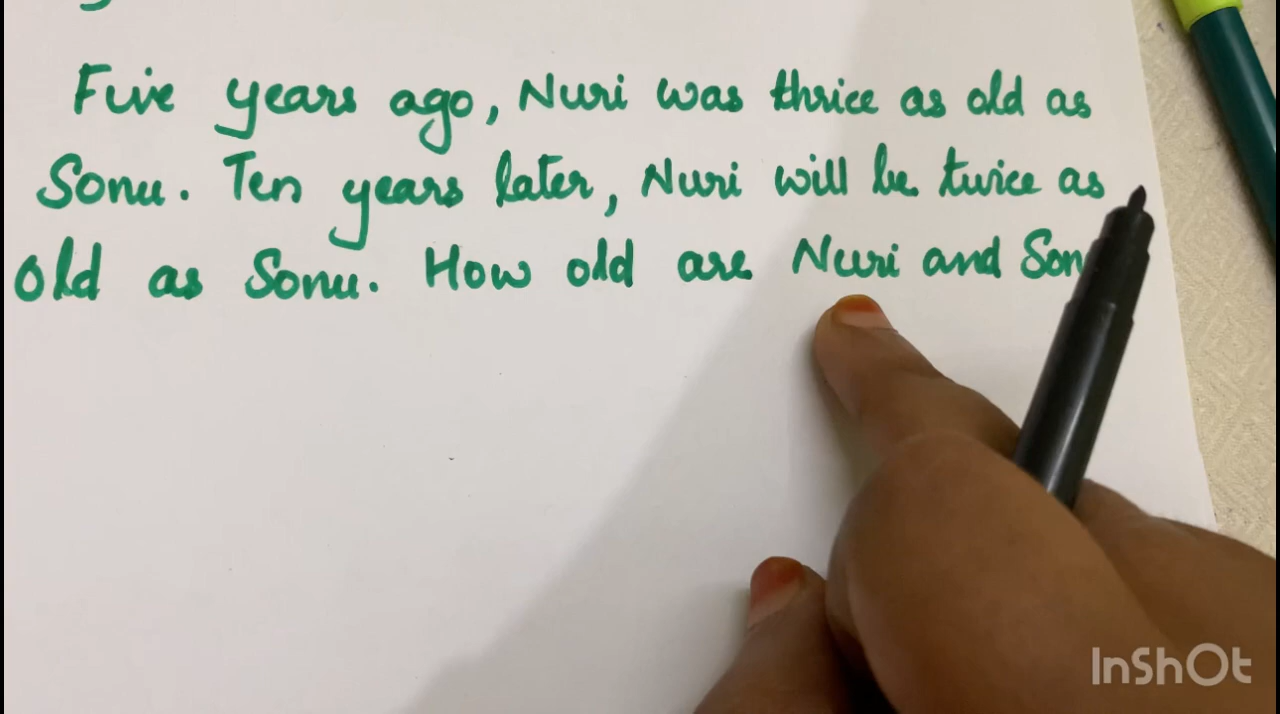 Five years ago, Nuri was thrice as old as
Sonu. Ten years later, Nuri will be twice as
old as Sonu. How old are Nuri and
InShOt